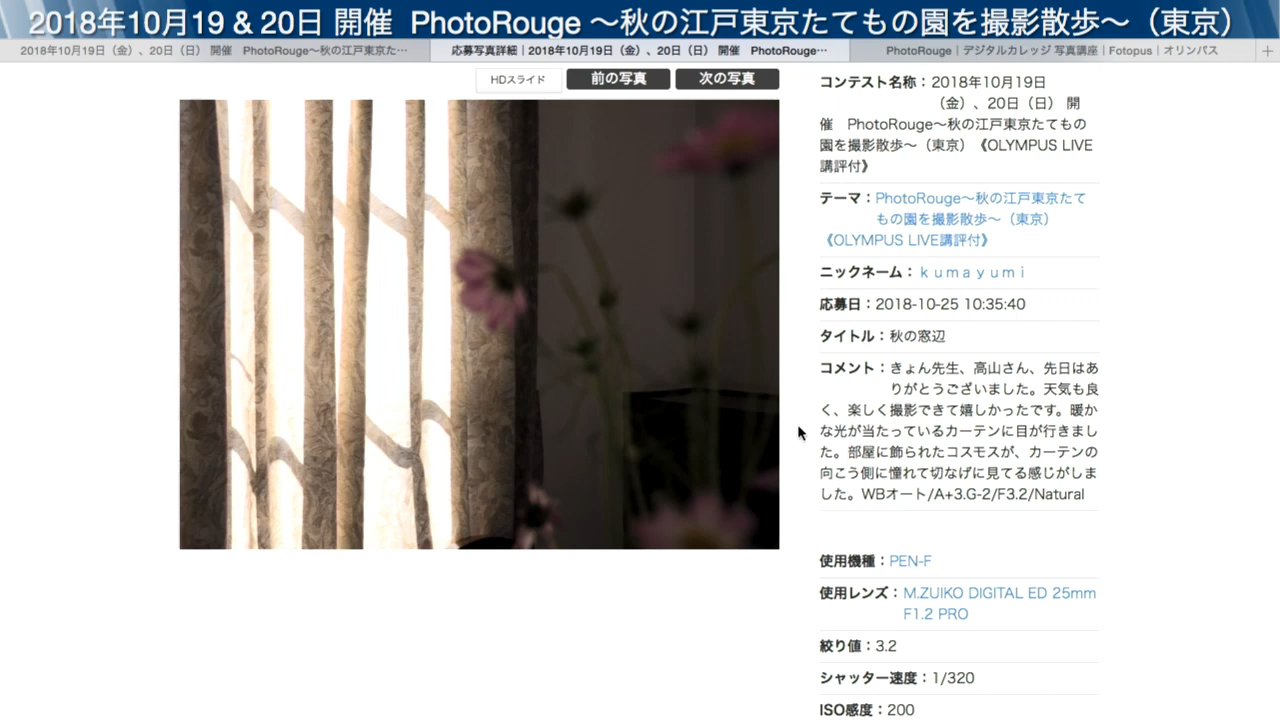 2018年10月19 & 20日 開催 PhotoRouge ～秋の江戸東京たてもの園を撮影散歩～（東京）
2018年10月19日（金）、20日（日） 開催 PhotoRouge～秋の江戸東京た…
応募写真詳細｜2018年10月19日（金）、20日（日） 開催 PhotoRouge…
PhotoRouge｜デジタルカレッジ 写真講座｜Fotopus｜オリンパス
HDスライド
前の写真
次の写真
コンテスト名称：2018年10月19日
（金）、20日（日） 開
催 PhotoRouge～秋の江戸東京たてもの
園を撮影散歩～（東京）《OLYMPUS LIVE
講評付》
テーマ：PhotoRouge～秋の江戸東京たて
もの園を撮影散歩～（東京）
《OLYMPUS LIVE講評付》
ニックネーム：ｋｕｍａｙｕｍｉ
応募日：2018-10-25 10:35:40
タイトル：秋の窓辺
コメント：きょん先生、高山さん、先日はあ
りがとうございました。天気も良
く、楽しく撮影できて嬉しかったです。暖か
な光が当たっているカーテンに目が行きまし
た。部屋に飾られたコスモスが、カーテンの
向こう側に憧れて切なげに見てる感じがしま
した。WBオート/A+3.G-2/F3.2/Natural
使用機種：PEN-F
使用レンズ：M.ZUIKO DIGITAL ED 25mm
F1.2 PRO
絞り値：3.2
シャッター速度：1/320
ISO感度：200